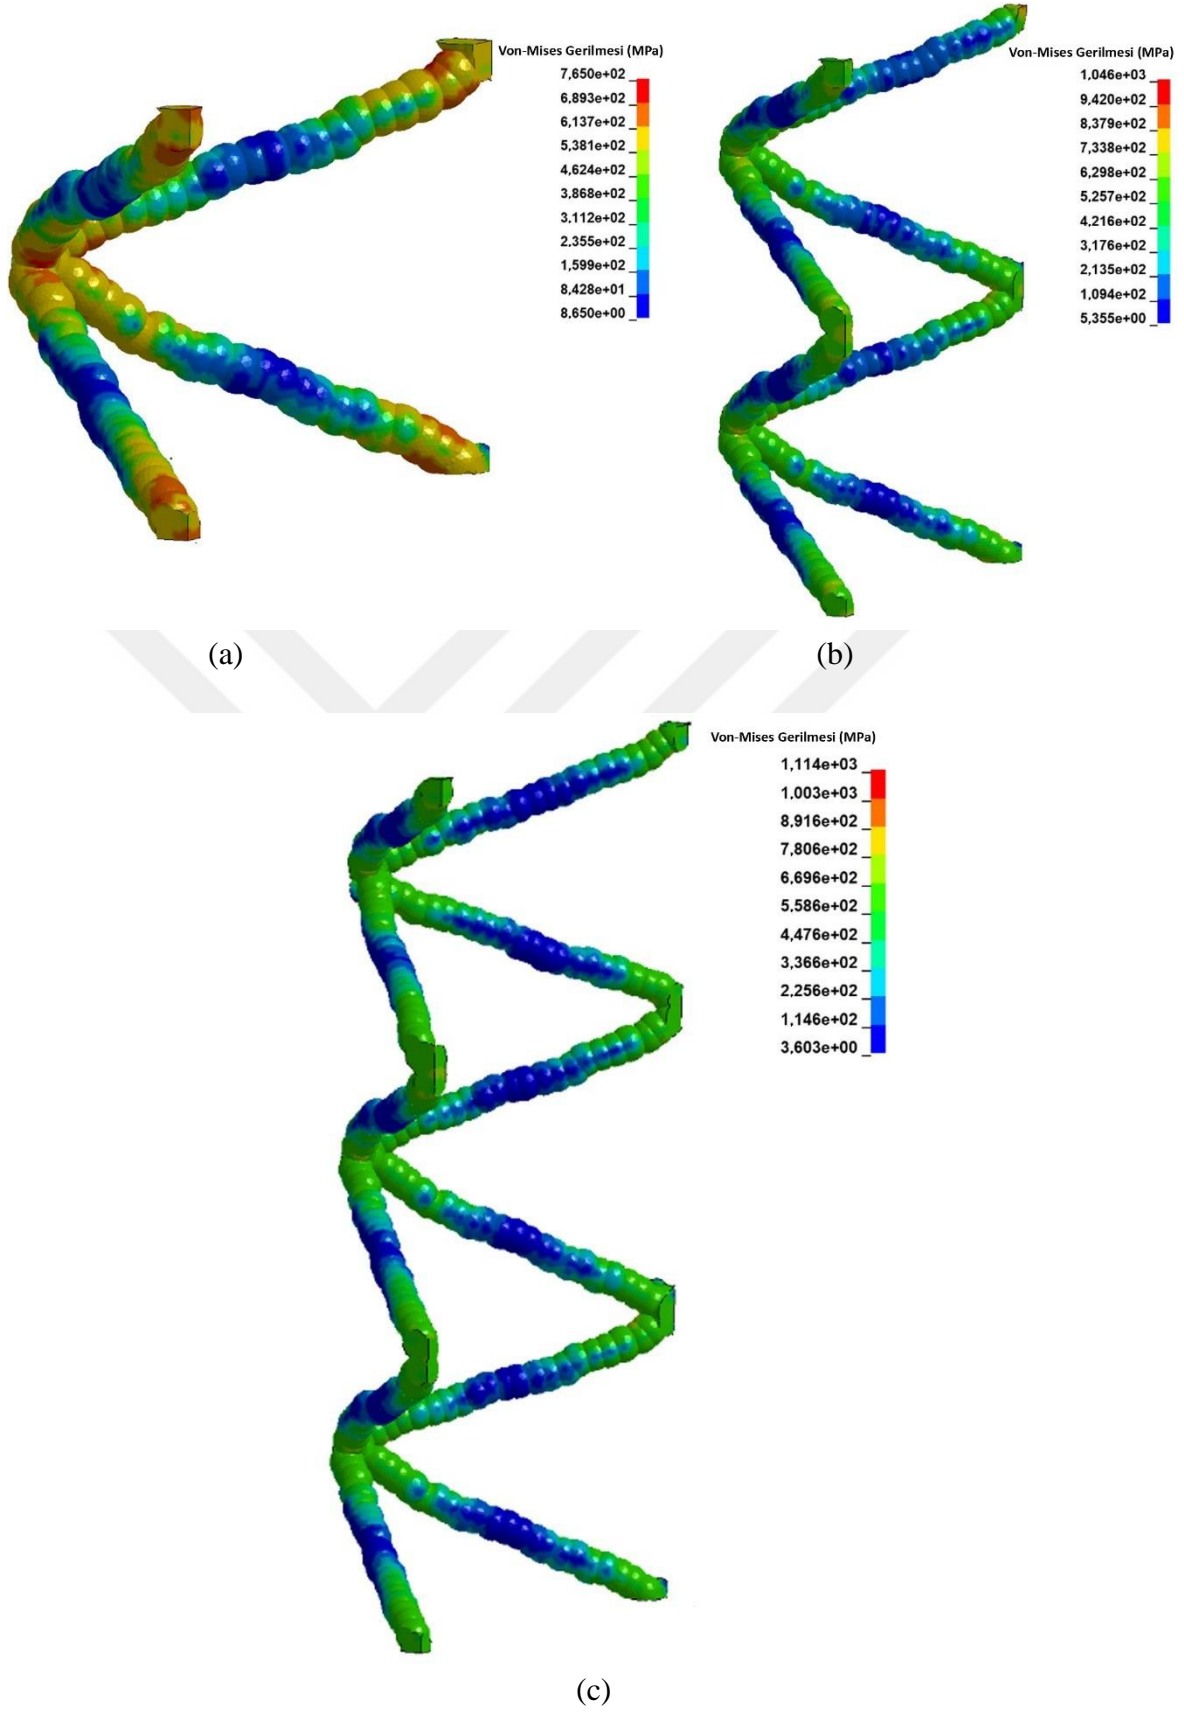 Von-Mises Gerilmesi (MPa)
7,650e+02
6,893e+02
6,137e+02
5,381e+02
4,624e+02
3,868e+02
3,112e+02
2,355e+02
1,599e+02
8,428e+01
8,650e+00
(a)
Von-Mises Gerilmesi (MPa)
1,046e+03
9,420e+02
8,379e+02
7,338e+02
6,298e+02
5,257e+02
4,216e+02
3,176e+02
2,135e+02
1,094e+02
5,355e+00
(b)
Von-Mises Gerilmesi (MPa)
1,114e+03
1,003e+03
8,916e+02
7,806e+02
6,696e+02
5,586e+02
4,476e+02
3,366e+02
2,256e+02
1,146e+02
3,603e+00
(c)